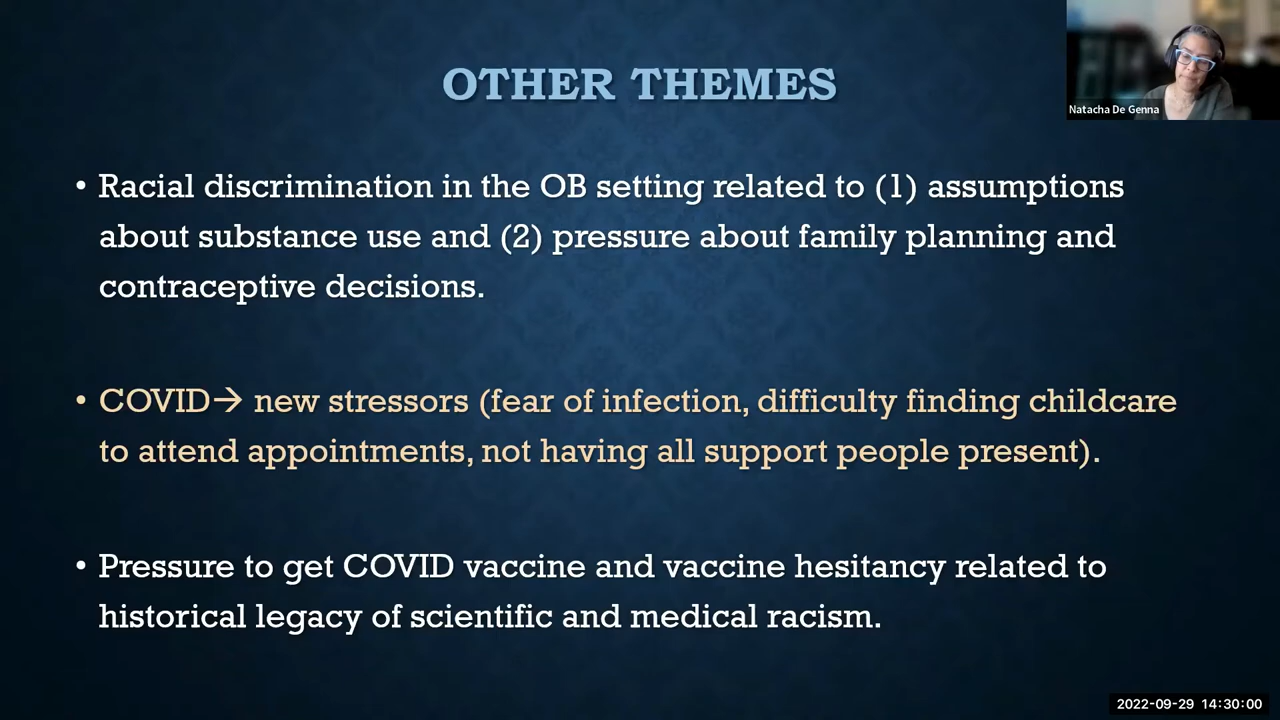 OTHER THEMES
Natacha De Genna
• Racial discrimination in the OB setting related to (1) assumptions
about substance use and (2) pressure about family planning and
contraceptive decisions.
• COVID→ new stressors (fear of infection, difficulty finding childcare
to attend appointments, not having all support people present).
• Pressure to get COVID vaccine and vaccine hesitancy related to
historical legacy of scientific and medical racism.
2022-09-29 14:30:00